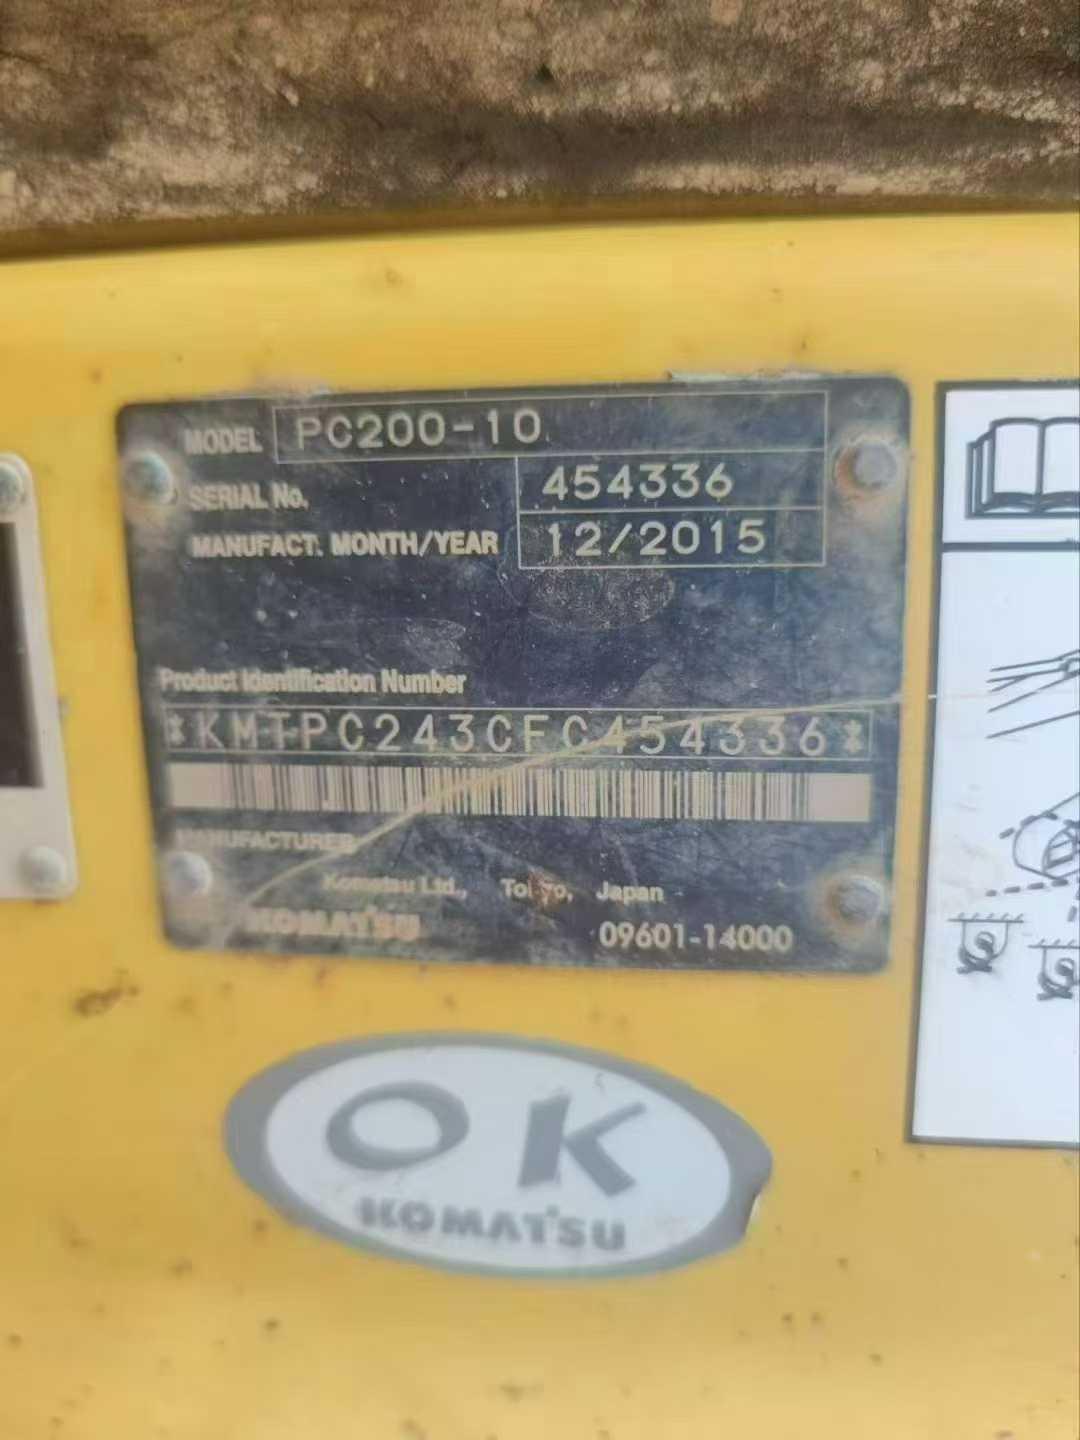 MODEL PC200-10
SERIAL No. 454336
MANUFACT. MONTH/YEAR 12/2015
Product Identification Number
*KMTPC243CFC454336*
MANUFACTURER
Komatsu Ltd., Tokyo, Japan
KOMATSU 09601-14000
OK
KOMATSU